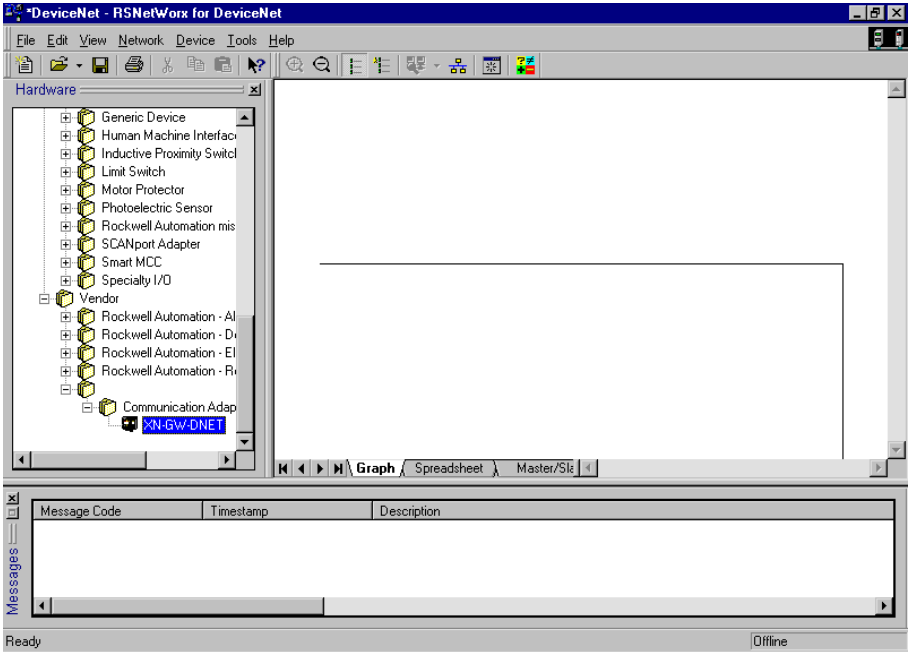 *DeviceNet - RSNetWorx for DeviceNet
File Edit View Network Device Tools Help
Hardware
Generic Device
Human Machine Interfac
Inductive Proximity Switcl
Limit Switch
Motor Protector
Photoelectric Sensor
Rockwell Automation mis
SCANport Adapter
Smart MCC
Specialty I/O
Vendor
Rockwell Automation - Al
Rockwell Automation - De
Rockwell Automation - El
Rockwell Automation - Re
Communication Adap
XN-GW-DNET
Graph Spreadsheet Master/Sla
Message Code Timestamp Description
Messages
Ready Offline